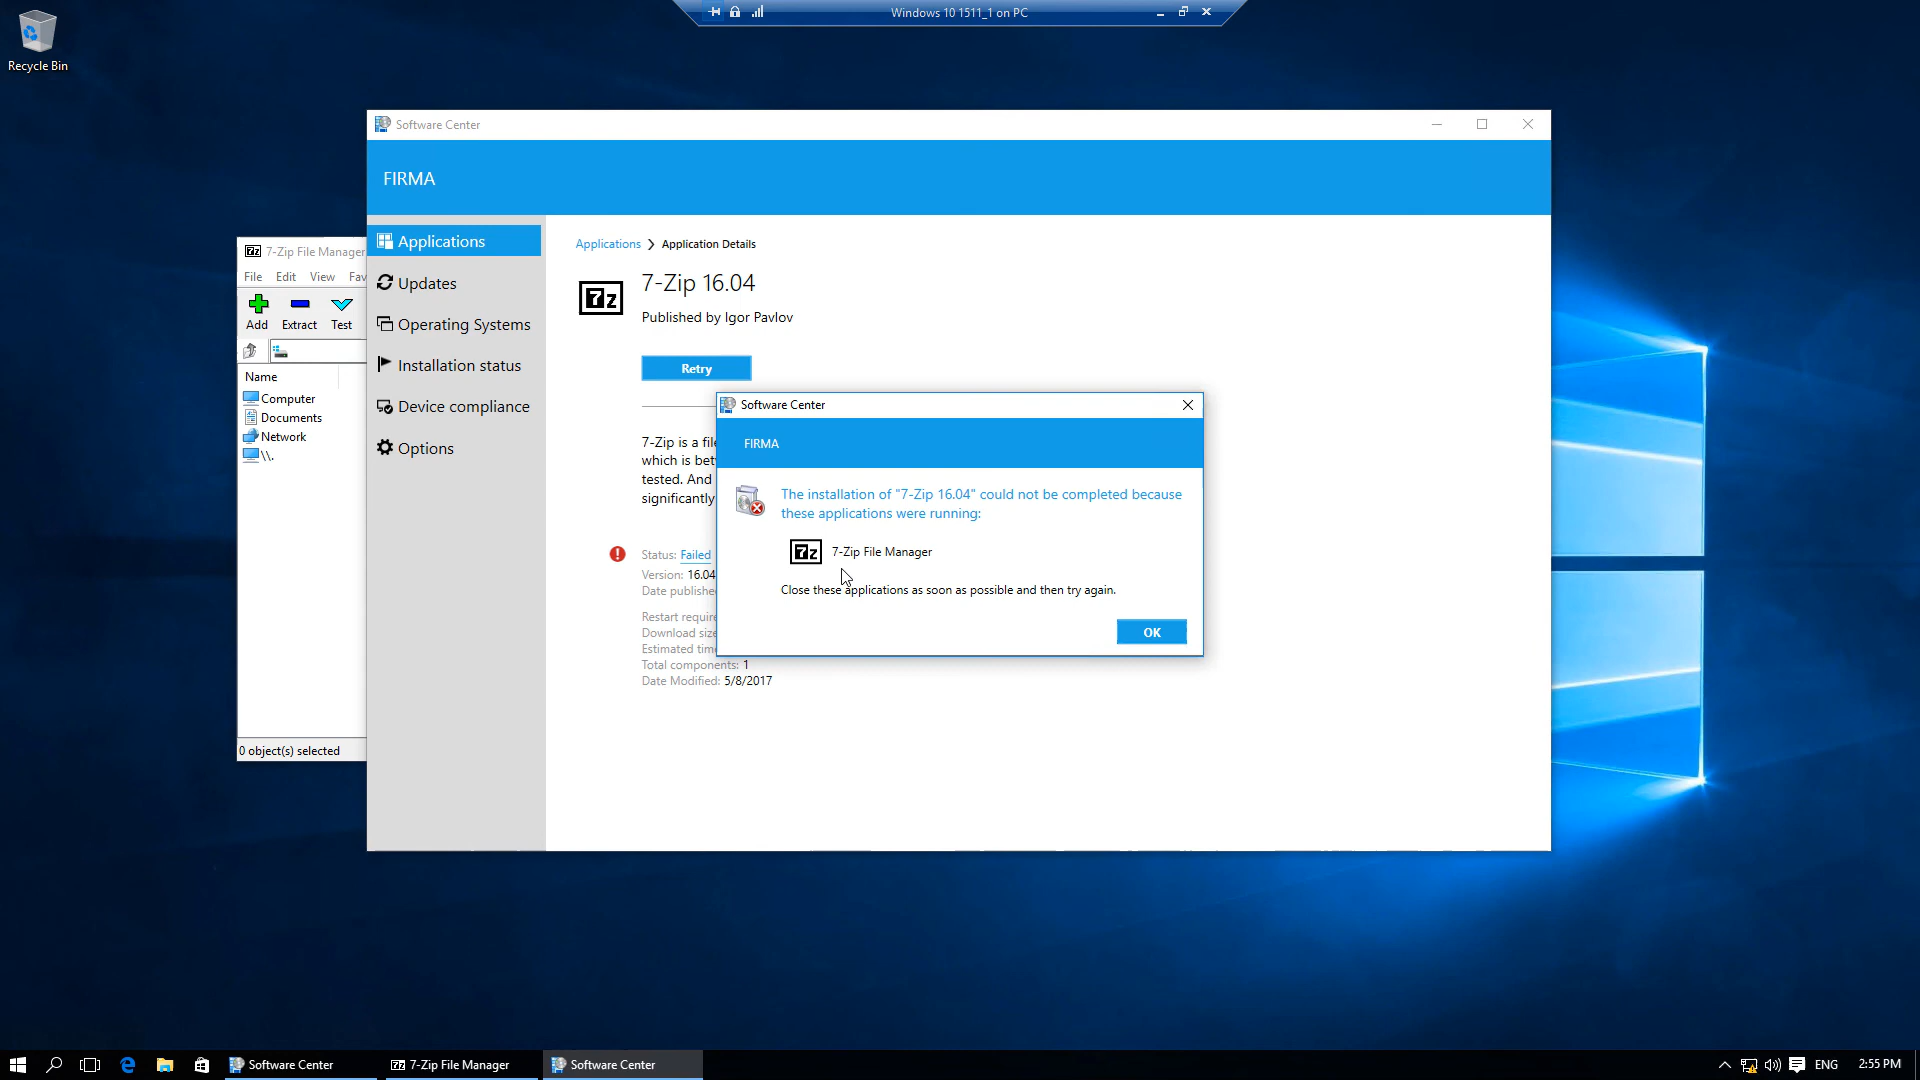 Windows 10 1511_1 on PC
Recycle Bin
Software Center
FIRMA
7-Zip File Manager
File Edit View Fav
Add Extract Test
Name
Computer
Documents
Network
\\.
0 object(s) selected
Applications
Updates
Operating Systems
Installation status
Device compliance
Options
Applications > Application Details
7z
7-Zip 16.04
Published by Igor Pavlov
Retry
7-Zip is a file
which is bet
tested. And
significantly
Status: Failed
Version: 16.04
Date publishe
Restart require
Download size
Estimated time
Total components: 1
Date Modified: 5/8/2017
Software Center
FIRMA
The installation of "7-Zip 16.04" could not be completed because
these applications were running:
7z 7-Zip File Manager
Close these applications as soon as possible and then try again.
OK
Software Center
7-Zip File Manager
Software Center
ENG
2:55 PM